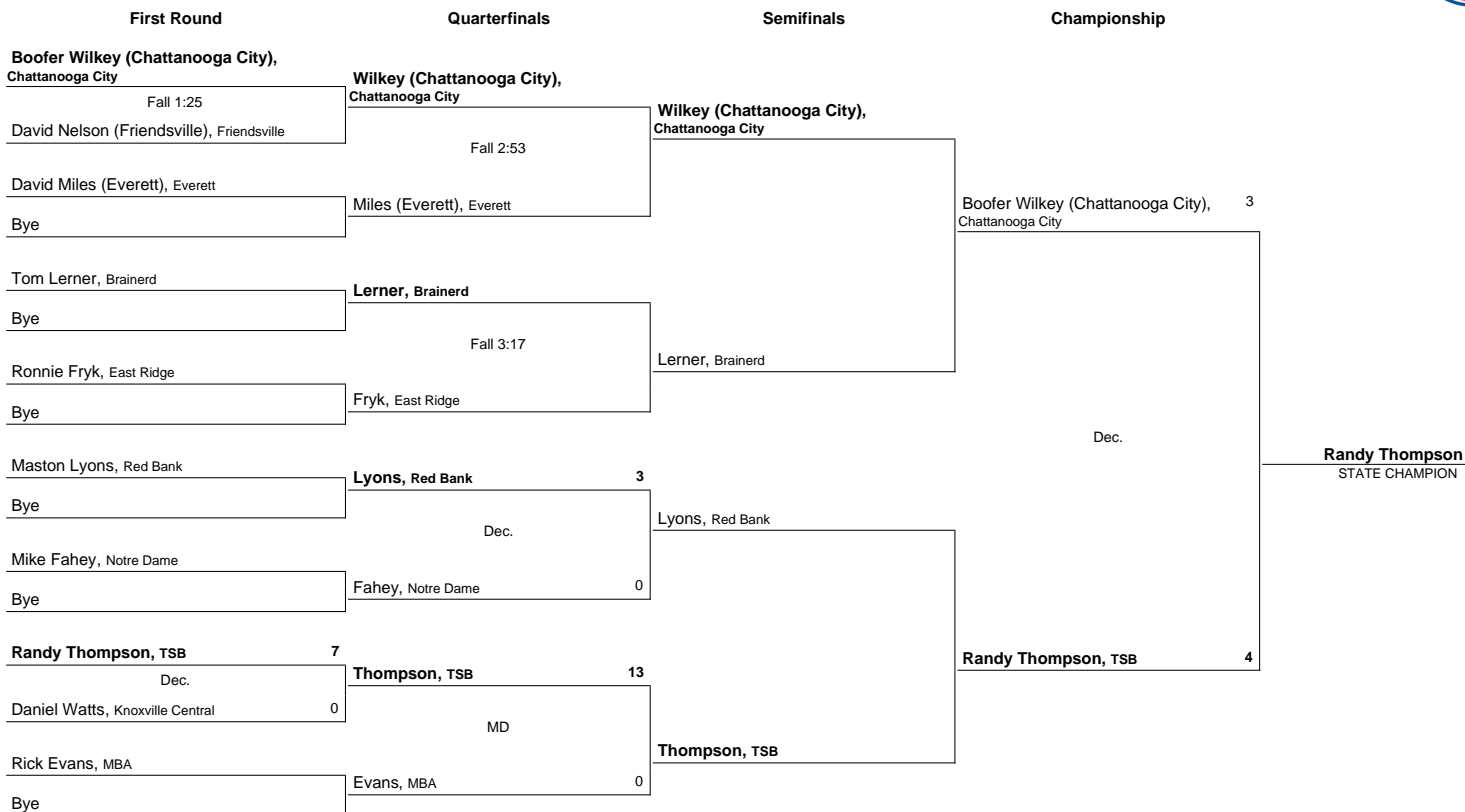 First Round
Quarterfinals
Semifinals
Championship
Boofer Wilkey (Chattanooga City),
Chattanooga City
Fall 1:25
David Nelson (Friendsville), Friendsville
David Miles (Everett), Everett
Bye
Tom Lerner, Brainerd
Bye
Ronnie Fryk, East Ridge
Bye
Maston Lyons, Red Bank
Bye
Mike Fahey, Notre Dame
Bye
Randy Thompson, TSB 7
Dec.
Daniel Watts, Knoxville Central 0
Rick Evans, MBA
Bye
Wilkey (Chattanooga City),
Chattanooga City
Fall 2:53
Miles (Everett), Everett
Lerner, Brainerd
Fall 3:17
Fryk, East Ridge
Lyons, Red Bank 3
Dec.
Fahey, Notre Dame 0
Thompson, TSB 13
MD
Evans, MBA 0
Wilkey (Chattanooga City),
Chattanooga City
Lerner, Brainerd
Lyons, Red Bank
Thompson, TSB
Boofer Wilkey (Chattanooga City), 3
Chattanooga City
Dec.
Randy Thompson, TSB 4
Randy Thompson
STATE CHAMPION